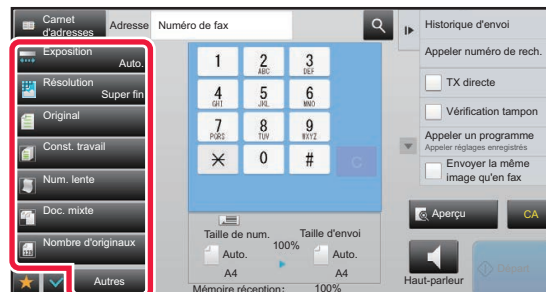 Carnet
d'adresses
Adresse
Numéro de fax
Exposition
Auto.
Résolution
Super fin
Original
Const. travail
Num. lente
Doc. mixte
Nombre d'originaux
Autres
1
2
ABC
3
DEF
4
GHI
5
JKL
6
MNO
7
PQRS
8
TUV
9
WXYZ
0
#
C
Taille de num.
100%
Taille d'envoi
Auto.
A4
Auto.
A4
Mémoire réception:
100%
Historique d'envoi
Appeler numéro de rech.
TX directe
Vérification tampon
Appeler un programme
Appeler réglages enregistrés
Envoyer la même
image qu'en fax
Aperçu
CA
Haut-parleur
Départ